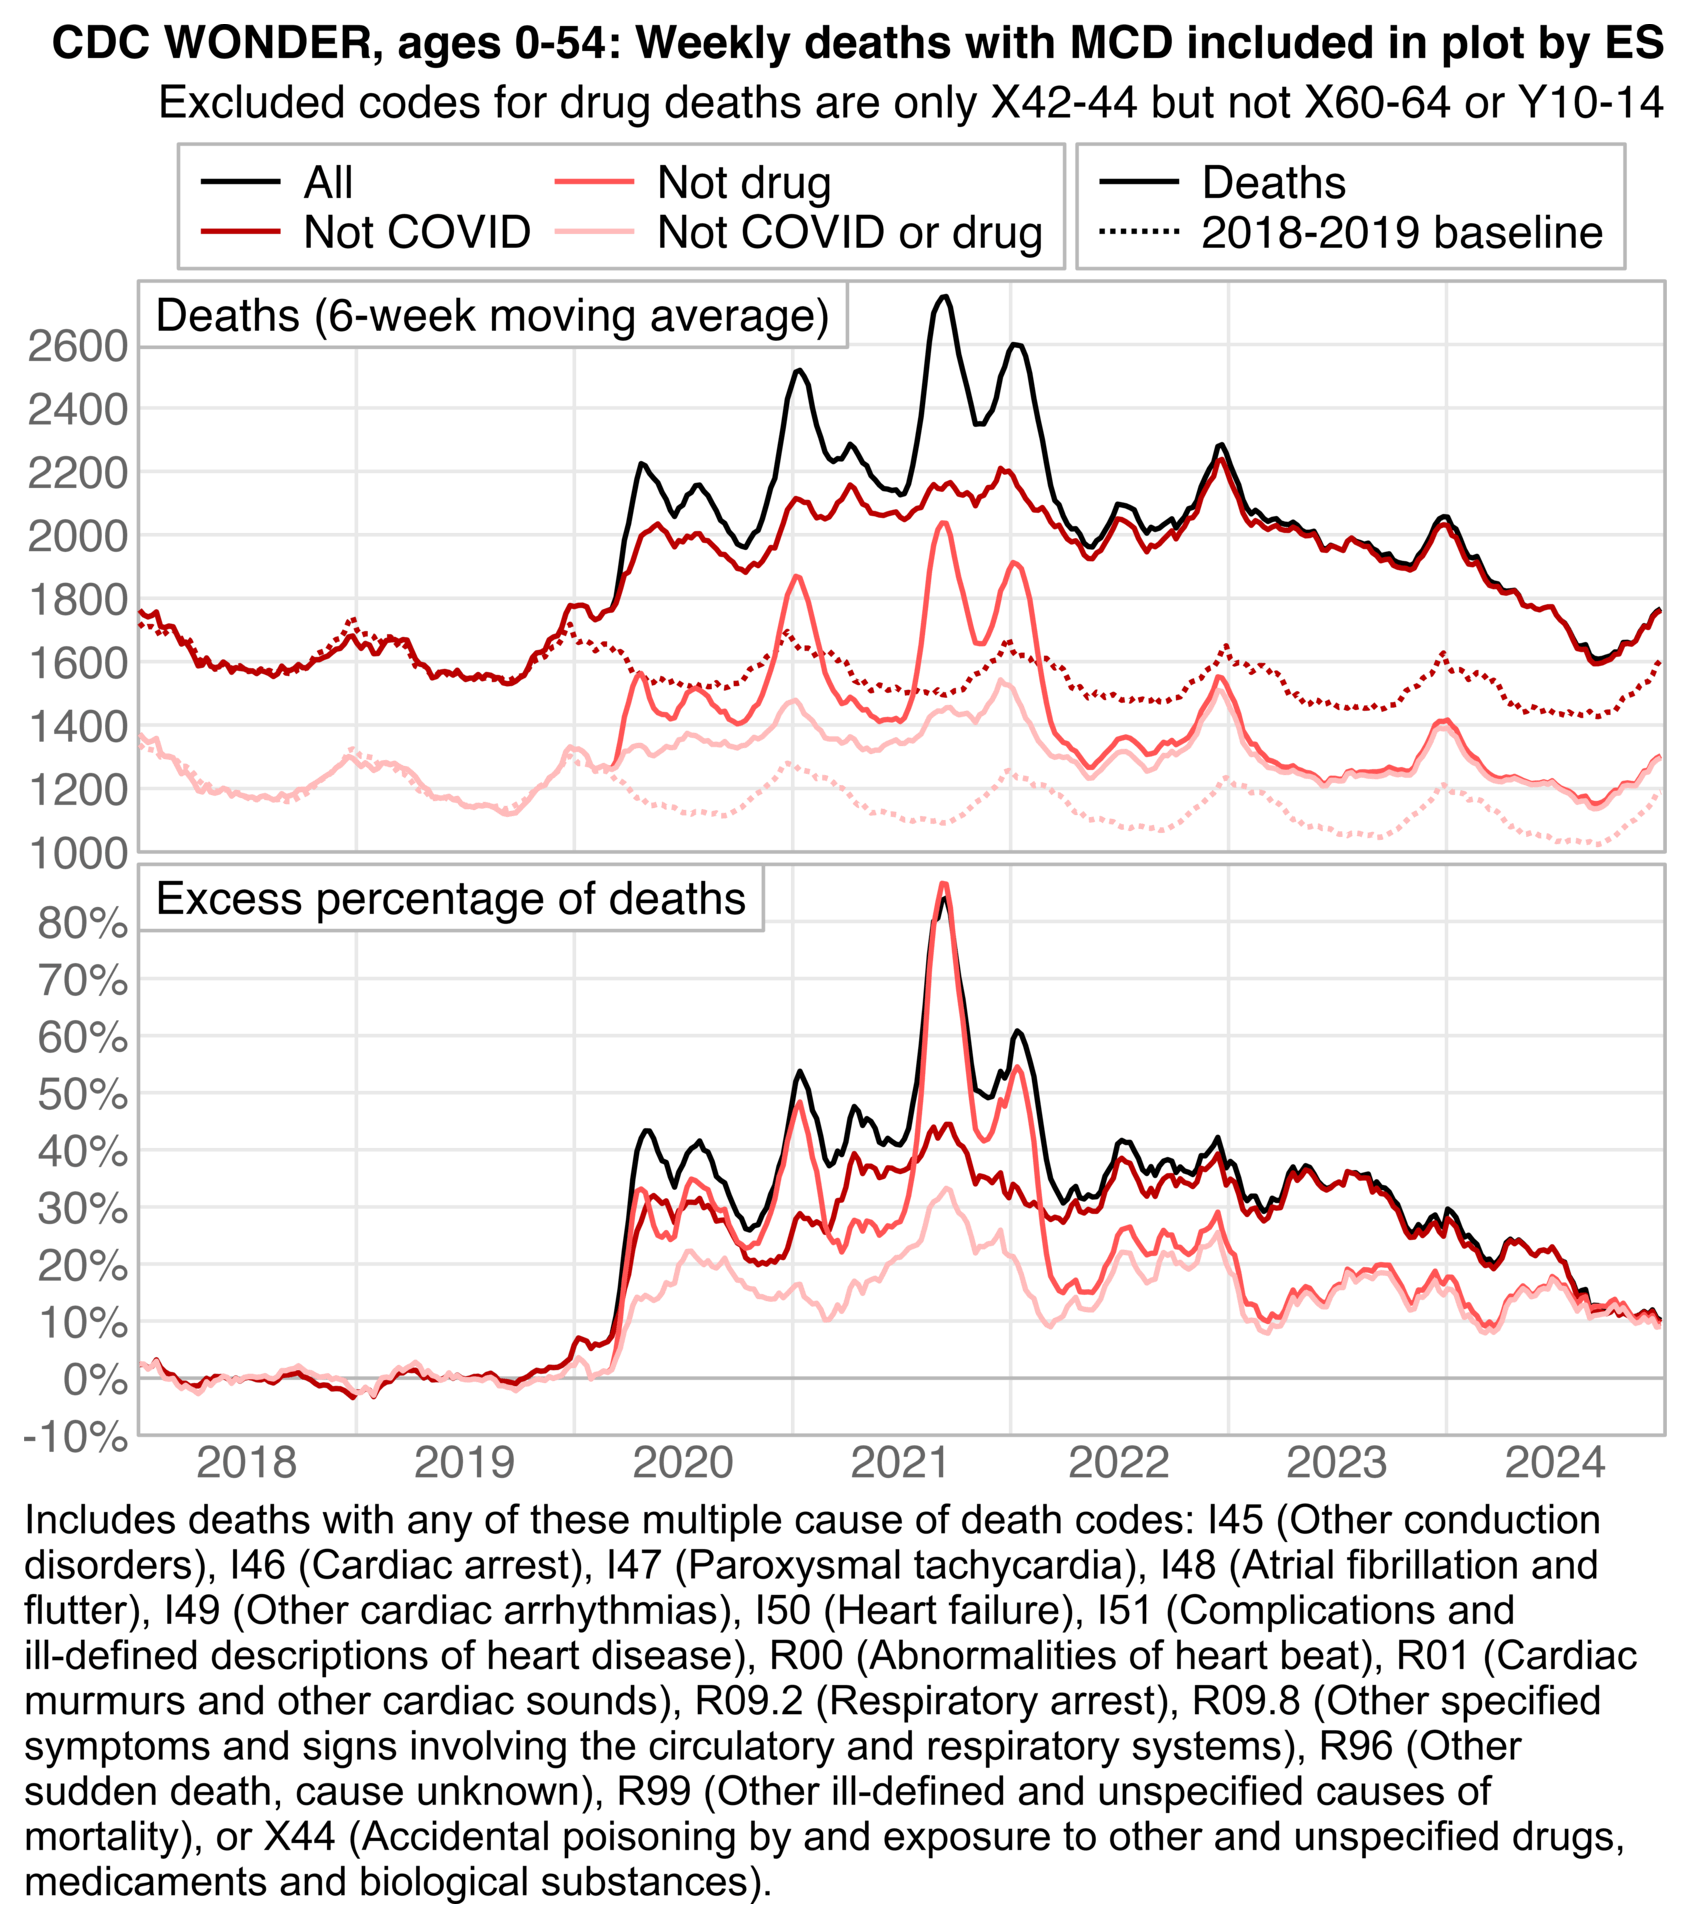 CDC WONDER, ages 0-54: Weekly deaths with MCD included in plot by ES
Excluded codes for drug deaths are only X42-44 but not X60-64 or Y10-14
All
Not drug
Deaths
Not COVID
Not COVID or drug
2018-2019 baseline
Deaths (6-week moving average)
2600
2400
2200
2000
1800
1600
1400
1200
1000
Excess percentage of deaths
80%
70%
60%
50%
40%
30%
20%
10%
0%
-10%
2018 2019 2020 2021 2022 2023 2024
Includes deaths with any of these multiple cause of death codes: I45 (Other conduction
disorders), I46 (Cardiac arrest), I47 (Paroxysmal tachycardia), I48 (Atrial fibrillation and
flutter), I49 (Other cardiac arrhythmias), I50 (Heart failure), I51 (Complications and
ill-defined descriptions of heart disease), R00 (Abnormalities of heart beat), R01 (Cardiac
murmurs and other cardiac sounds), R09.2 (Respiratory arrest), R09.8 (Other specified
symptoms and signs involving the circulatory and respiratory systems), R96 (Other
sudden death, cause unknown), R99 (Other ill-defined and unspecified causes of
mortality), or X44 (Accidental poisoning by and exposure to other and unspecified drugs,
medicaments and biological substances).